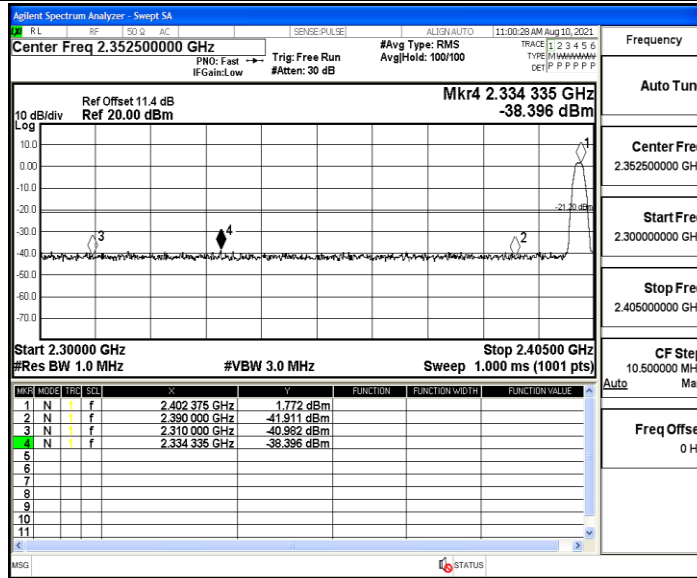 Agilent Spectrum Analyzer - Swept SA
RL RF 50 Ω AC SENSE:PULSE ALIGN AUTO 11:00:28 AM Aug 10, 2021
Center Freq 2.352500000 GHz
PNO: Fast
IFGain:Low
Trig: Free Run
#Atten: 30 dB
#Avg Type: RMS
Avg|Hold: 100/100
TRACE 1 2 3 4 5 6
TYPE MWWWWW
DET P P P P P P
Frequency
Auto Tun
Center Fre
2.352500000 GH
Start Fre
2.300000000 GH
Stop Fre
2.405000000 GH
CF Ste
10.500000 MH
Auto Ma
Freq Offse
0 H
Ref Offset 11.4 dB
10 dB/div Ref 20.00 dBm
Log
Mkr4 2.334 335 GHz
-38.396 dBm
10.0
0.00
-10.0
-20.0
-30.0
-40.0
-50.0
-60.0
-70.0
1
-21.20 dBm
3
4
2
Start 2.30000 GHz Stop 2.40500 GHz
#Res BW 1.0 MHz #VBW 3.0 MHz Sweep 1.000 ms (1001 pts)
MKR MODE TRC SCL X Y FUNCTION FUNCTION WIDTH FUNCTION VALUE
1 N 1 f 2.402 375 GHz 1.772 dBm
2 N 1 f 2.390 000 GHz -41.911 dBm
3 N 1 f 2.310 000 GHz -40.982 dBm
4 N 1 f 2.334 335 GHz -38.396 dBm
5
6
7
8
9
10
11
MSG STATUS